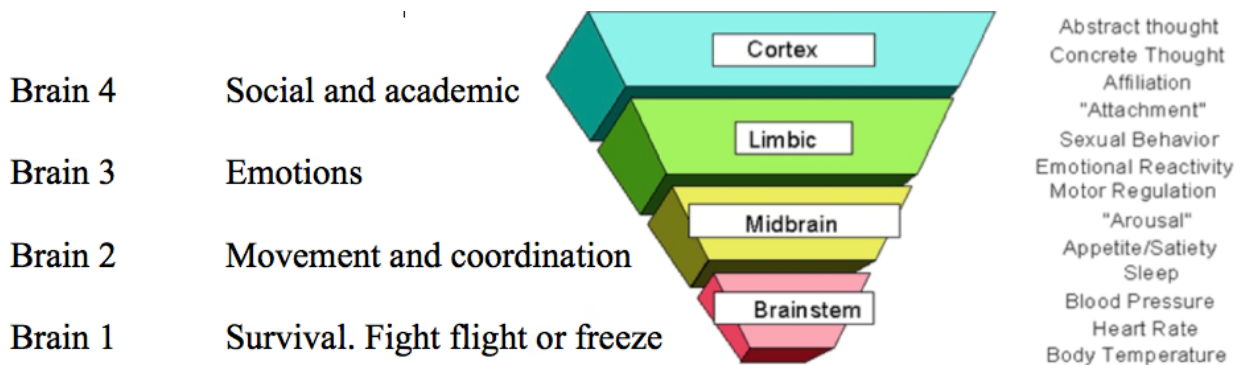 Brain 4 Social and academic
Brain 3 Emotions
Brain 2 Movement and coordination
Brain 1 Survival. Fight flight or freeze
Cortex
Limbic
Midbrain
Brainstem
Abstract thought
Concrete Thought
Affiliation
"Attachment"
Sexual Behavior
Emotional Reactivity
Motor Regulation
"Arousal"
Appetite/Satiety
Sleep
Blood Pressure
Heart Rate
Body Temperature